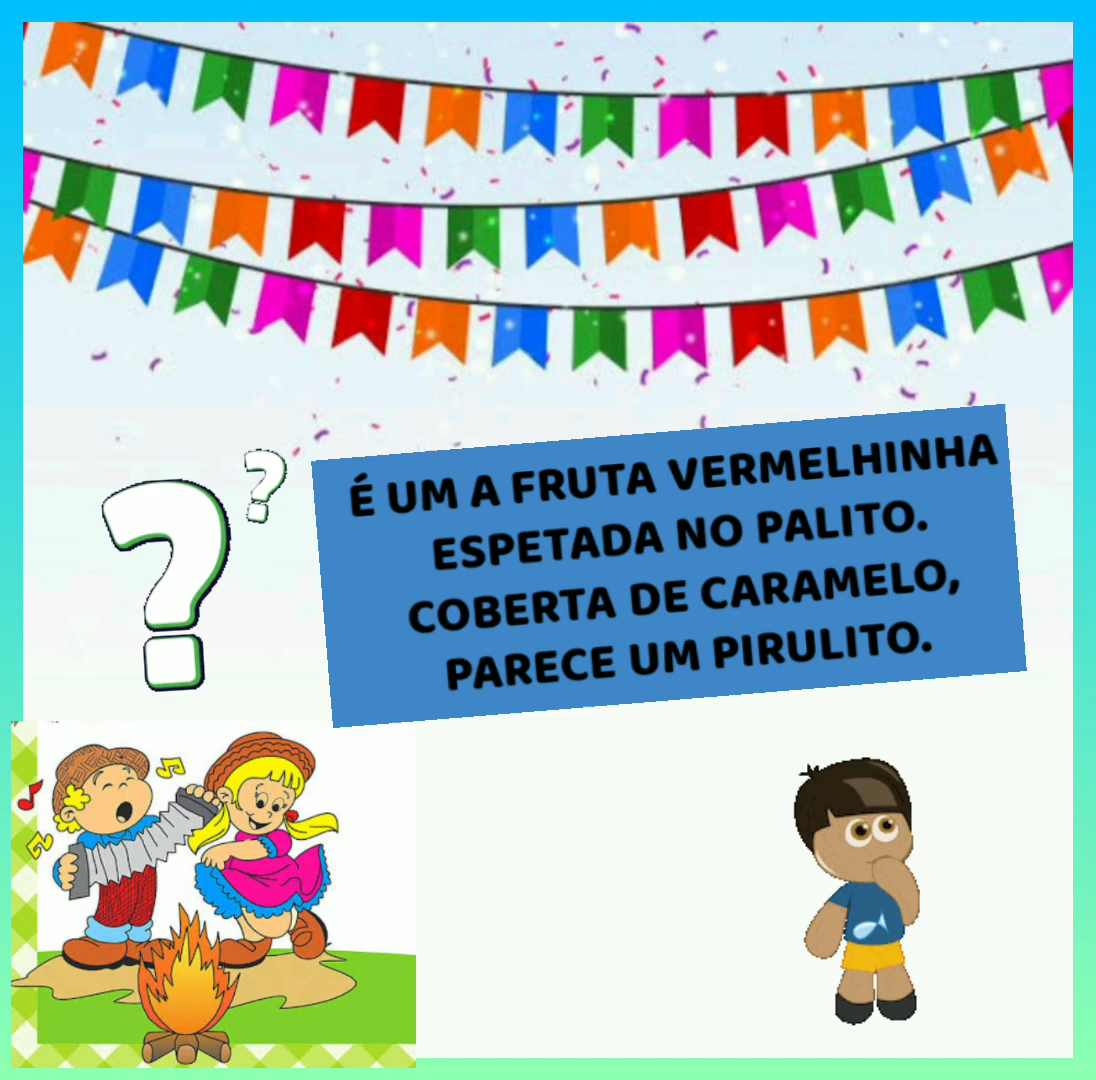 É UM A FRUTA VERMELHINHA
ESPETADA NO PALITO.
COBERTA DE CARAMELO,
PARECE UM PIRULITO.